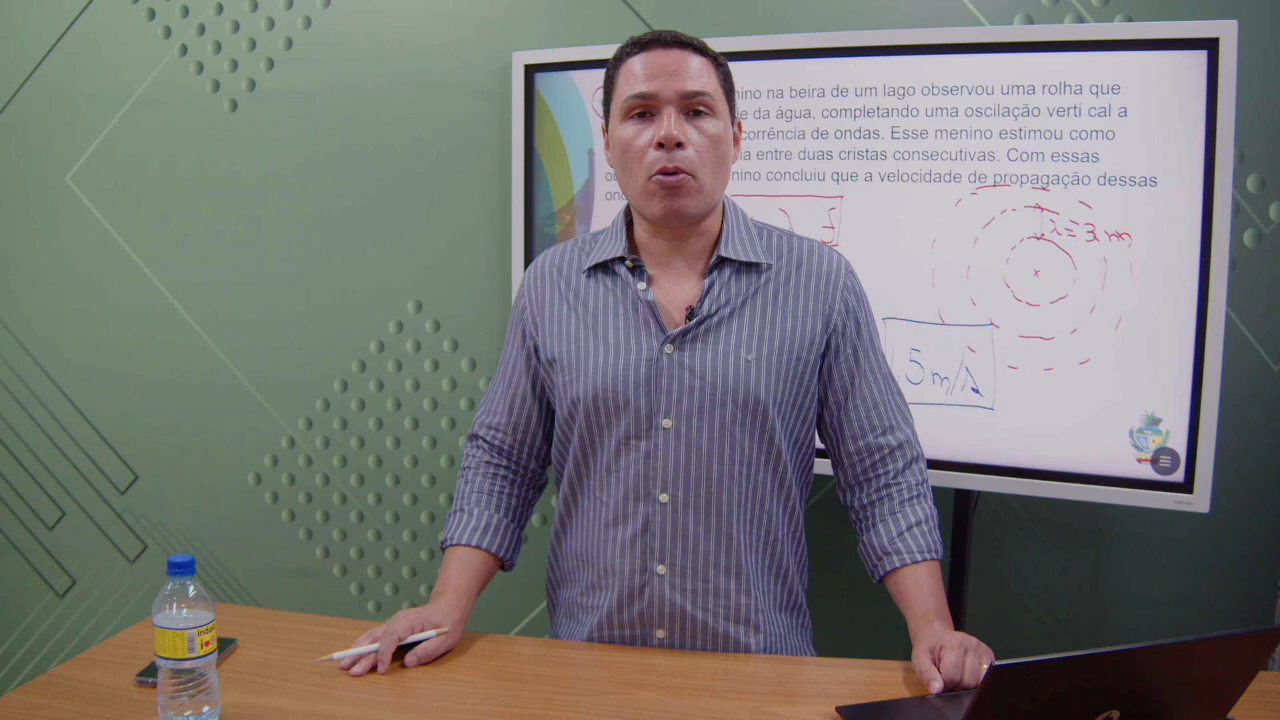 ino na beira de um lago observou uma rolha que
e da água, completando uma oscilação verti cal a
corrência de ondas. Esse menino estimou como
ia entre duas cristas consecutivas. Com essas
nino concluiu que a velocidade de propagação dessas
λ = 3 m
5 m/s